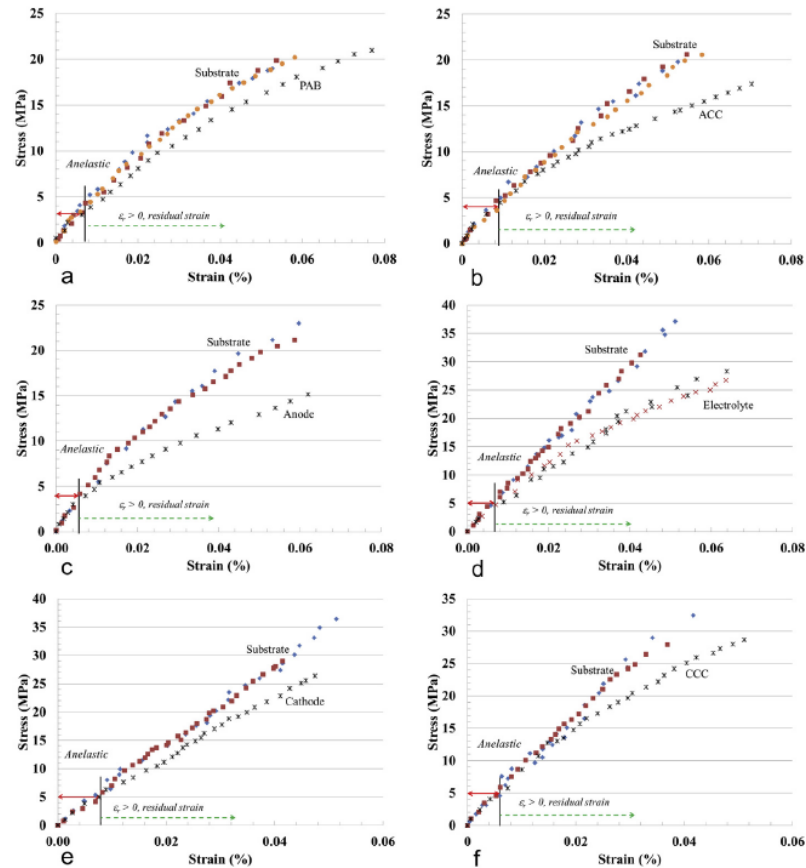 25
20
15
10
5
0
Stress (MPa)
Substrate
PAB
Anelastic
εr > 0, residual strain
0.00 0.02 0.04 0.06 0.08
Strain (%)
a
25
20
15
10
5
0
Stress (MPa)
Substrate
ACC
Anelastic
εr > 0, residual strain
0.00 0.02 0.04 0.06 0.08
Strain (%)
b
25
20
15
10
5
0
Stress (MPa)
Substrate
Anode
Anelastic
εr > 0, residual strain
0.00 0.02 0.04 0.06 0.08
Strain (%)
c
40
35
30
25
20
15
10
5
0
Stress (MPa)
Substrate
Electrolyte
Anelastic
εr > 0, residual strain
0.00 0.02 0.04 0.06 0.08
Strain (%)
d
40
35
30
25
20
15
10
5
0
Stress (MPa)
Substrate
Cathode
Anelastic
εr > 0, residual strain
0.00 0.02 0.04 0.06
Strain (%)
e
35
30
25
20
15
10
5
0
Stress (MPa)
Substrate
CCC
Anelastic
εr > 0, residual strain
0.00 0.02 0.04 0.06
Strain (%)
f